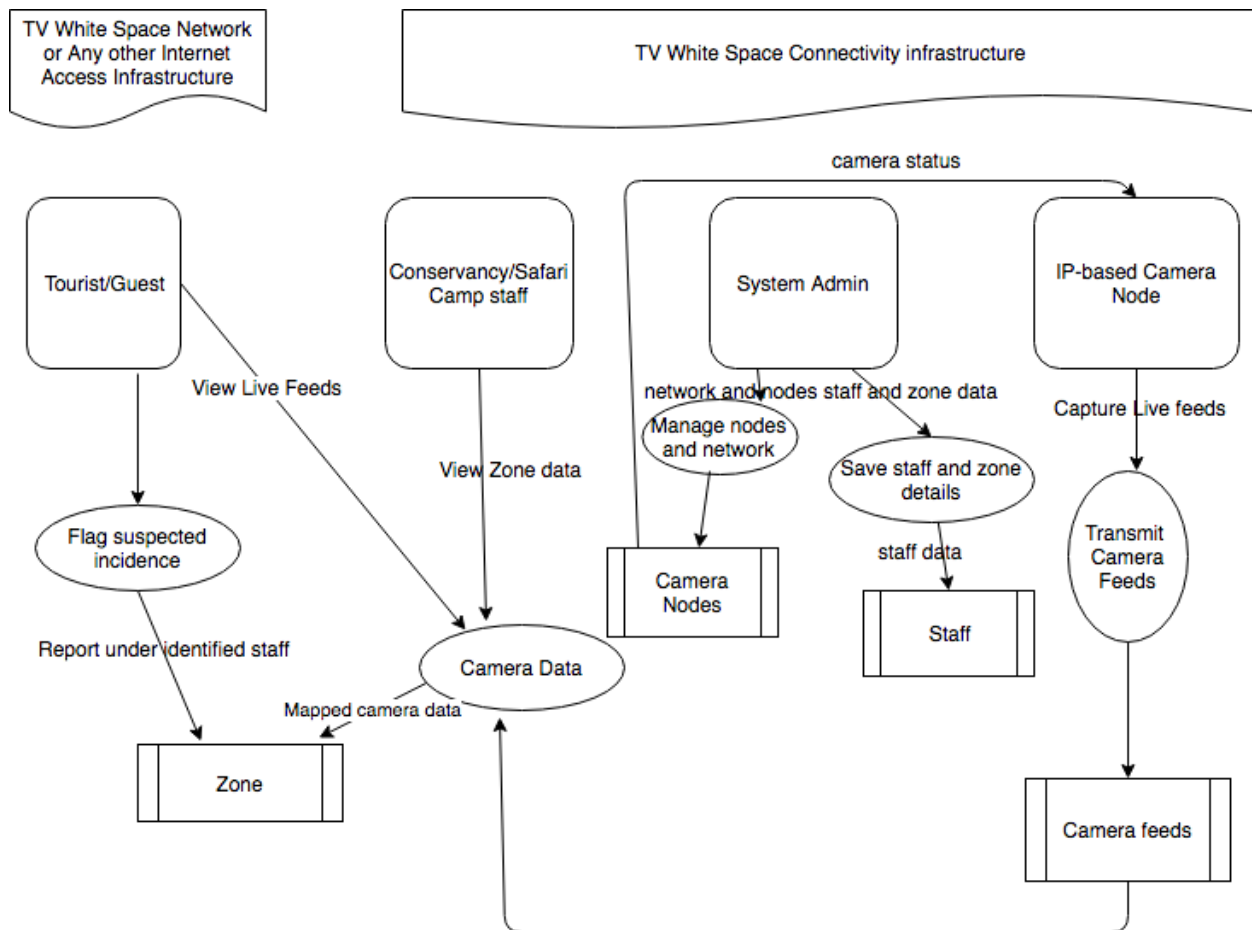 TV White Space Network
or Any other Internet
Access Infrastructure
TV White Space Connectivity infrastructure
camera status
Tourist/Guest
Conservancy/Safari
Camp staff
System Admin
IP-based Camera
Node
View Live Feeds
network and nodes staff and zone data
Capture Live feeds
Manage nodes
and network
View Zone data
Save staff and zone
details
Flag suspected
incidence
Transmit
Camera
Feeds
staff data
Camera
Nodes
Staff
Report under identified staff
Camera Data
Mapped camera data
Zone
Camera feeds